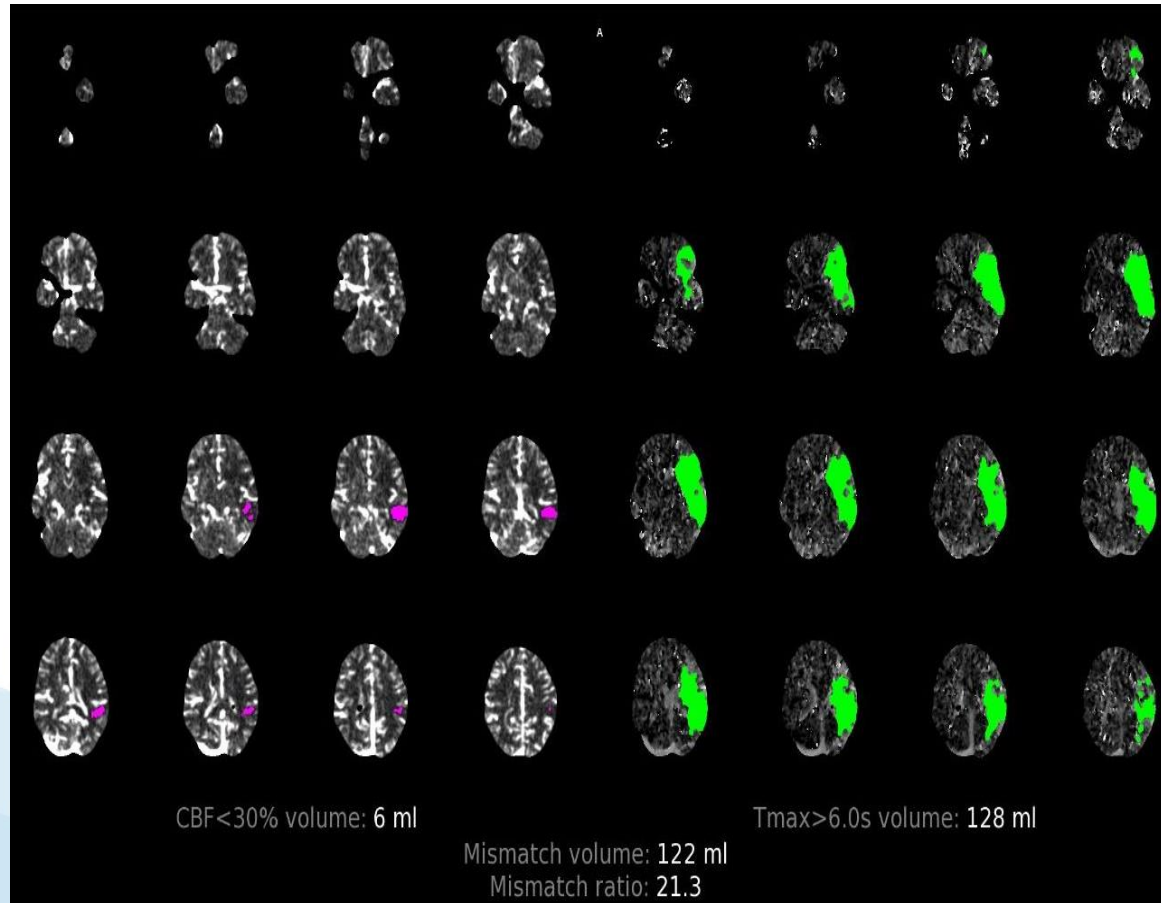 A
CBF<30% volume: 6 ml
Tmax>6.0s volume: 128 ml
Mismatch volume: 122 ml
Mismatch ratio: 21.3